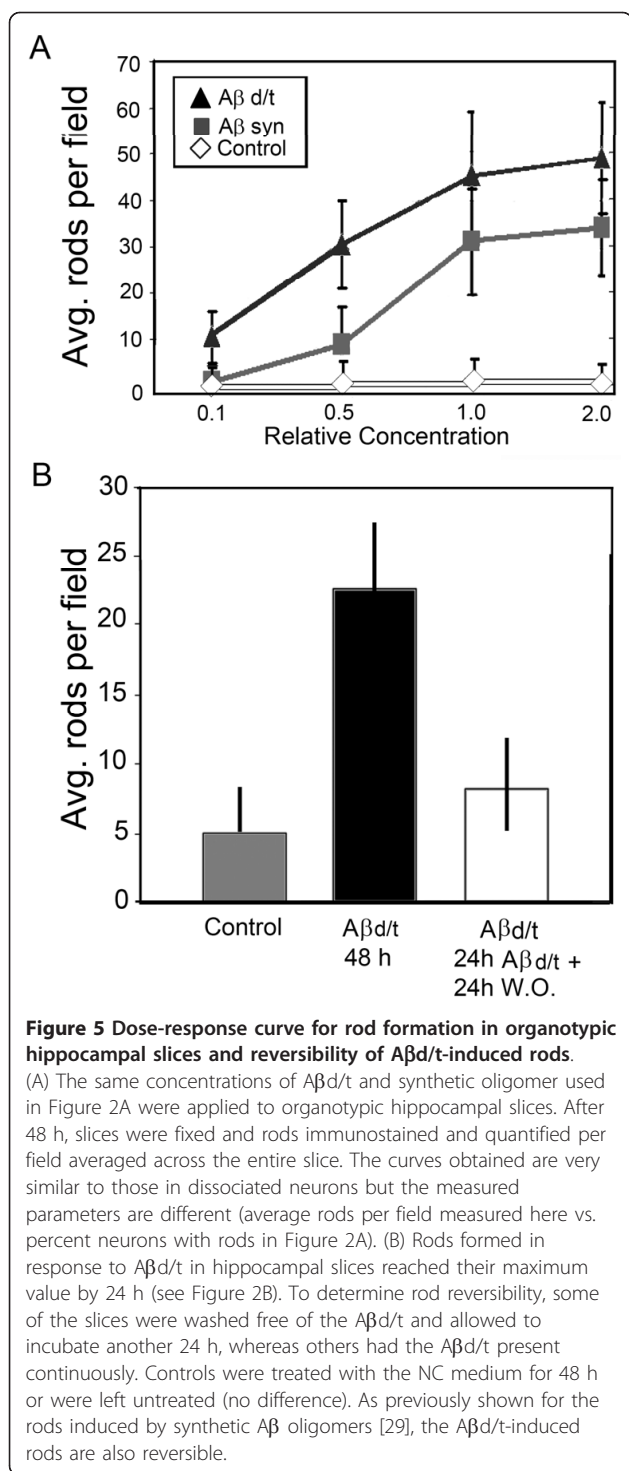 A
70
60
50
40
30
20
10
0
Avg. rods per field
Aβ d/t
Aβ syn
Control
0.1 0.5 1.0 2.0
Relative Concentration
B
30
25
20
15
10
5
0
Avg. rods per field
Control Aβd/t Aβd/t
48 h 24h Aβd/t +
24h W.O.
Figure 5 Dose-response curve for rod formation in organotypic
hippocampal slices and reversibility of Aβd/t-induced rods.
(A) The same concentrations of Aβd/t and synthetic oligomer used
in Figure 2A were applied to organotypic hippocampal slices. After
48 h, slices were fixed and rods immunostained and quantified per
field averaged across the entire slice. The curves obtained are very
similar to those in dissociated neurons but the measured
parameters are different (average rods per field measured here vs.
percent neurons with rods in Figure 2A). (B) Rods formed in
response to Aβd/t in hippocampal slices reached their maximum
value by 24 h (see Figure 2B). To determine rod reversibility, some
of the slices were washed free of the Aβd/t and allowed to
incubate another 24 h, whereas others had the Aβd/t present
continuously. Controls were treated with the NC medium for 48 h
or were left untreated (no difference). As previously shown for the
rods induced by synthetic Aβ oligomers [29], the Aβd/t-induced
rods are also reversible.